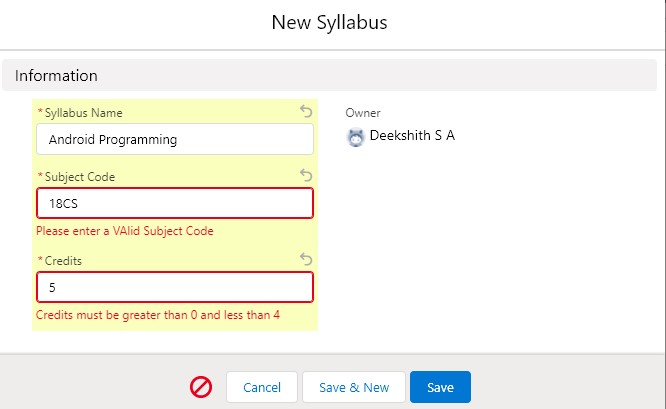 New Syllabus
Information
* Syllabus Name
Android Programming
Owner
Deekshith S A
* Subject Code
18CS
Please enter a VAlid Subject Code
* Credits
5
Credits must be greater than 0 and less than 4
Cancel
Save & New
Save